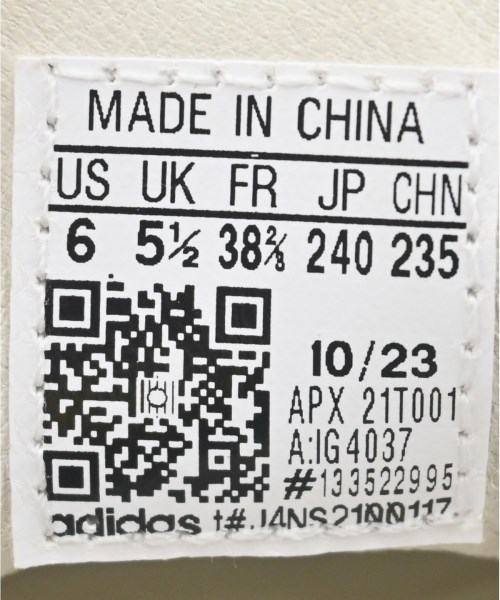 MADE IN CHINA
US UK FR JP CHN
6 5½ 38⅔ 240 235
10/23
APX 21T001
A:IG4037
#133522995
adidas t#J4NS2100117